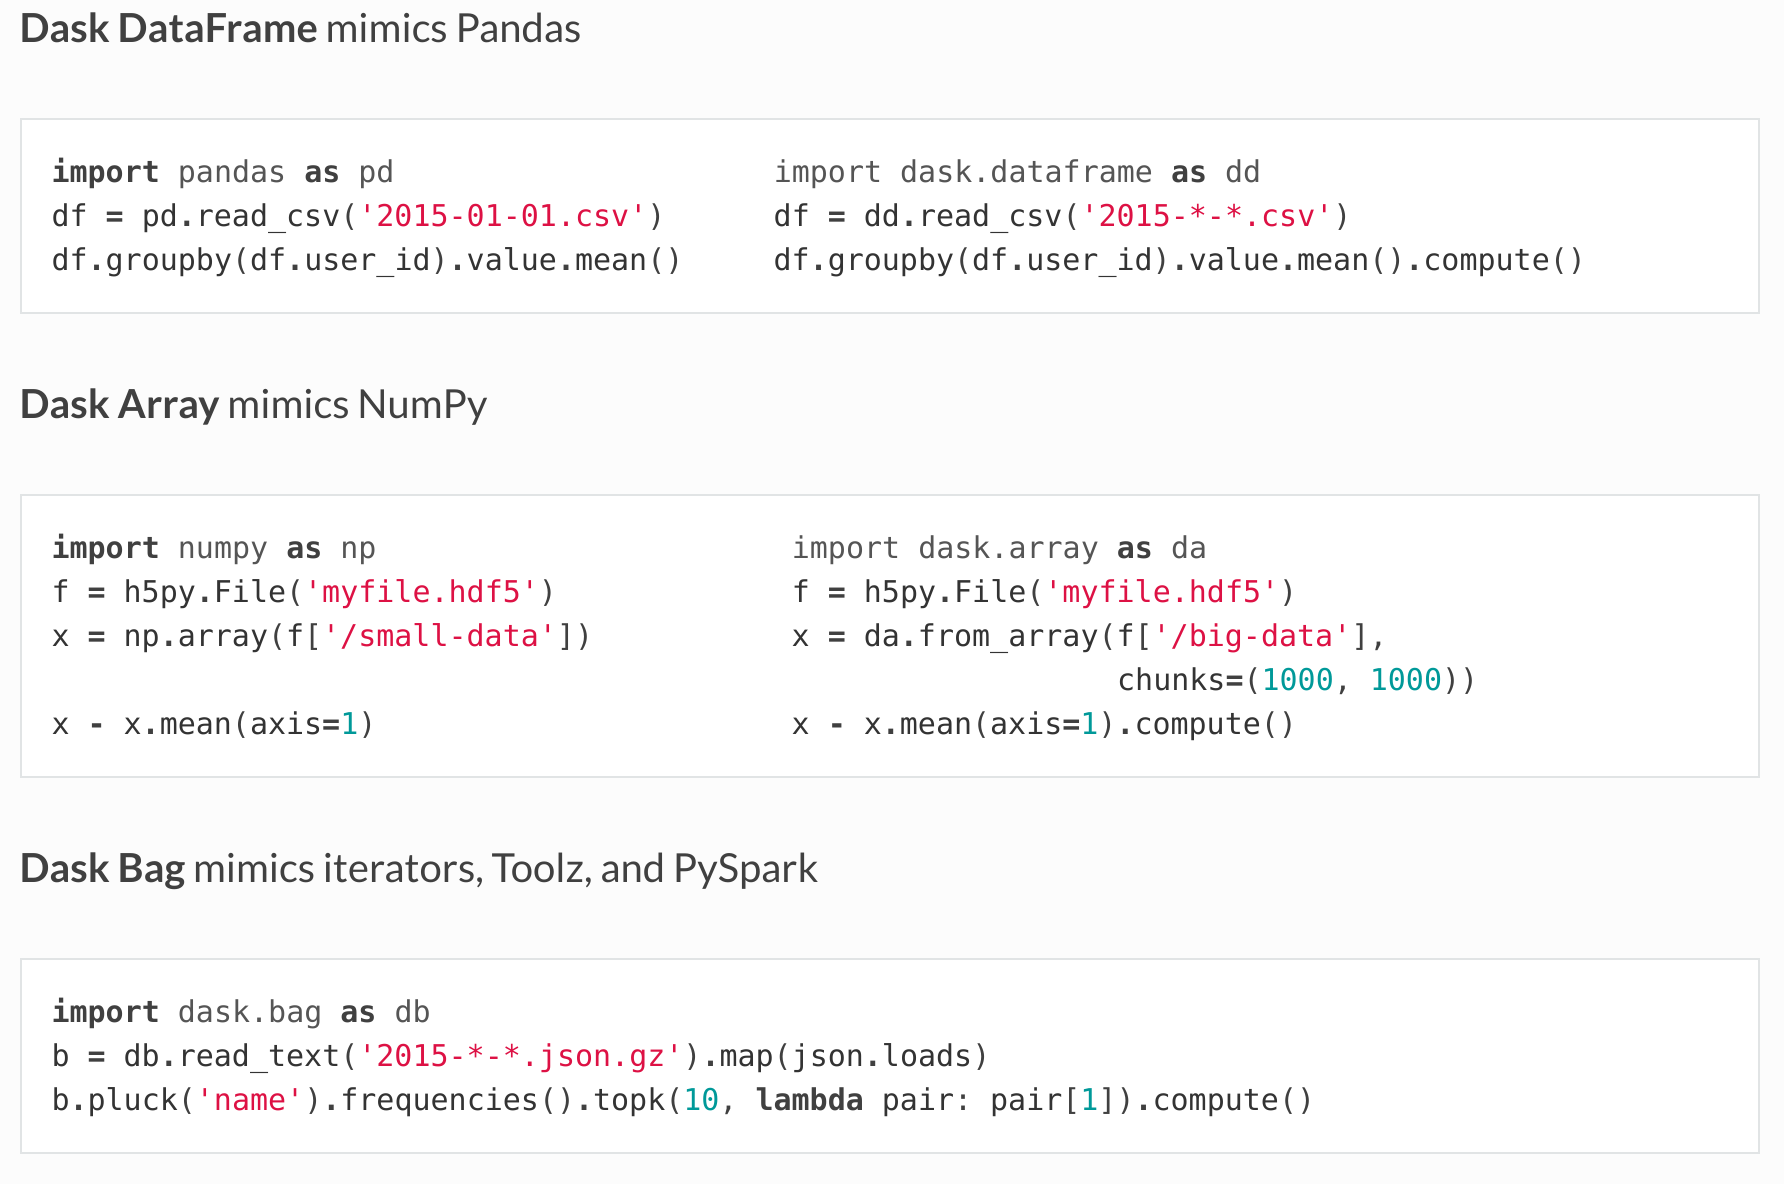 Dask DataFrame mimics Pandas
import pandas as pd                  import dask.dataframe as dd
df = pd.read_csv('2015-01-01.csv')      df = dd.read_csv('2015-*-*.csv')
df.groupby(df.user_id).value.mean()     df.groupby(df.user_id).value.mean().compute()
Dask Array mimics NumPy
import numpy as np                       import dask.array as da
f = h5py.File('myfile.hdf5')             f = h5py.File('myfile.hdf5')
x = np.array(f['/small-data'])           x = da.from_array(f['/big-data'],
                                                           chunks=(1000, 1000))
x - x.mean(axis=1)                       x - x.mean(axis=1).compute()
Dask Bag mimics iterators, Toolz, and PySpark
import dask.bag as db
b = db.read_text('2015-*-*.json.gz').map(json.loads)
b.pluck('name').frequencies().topk(10, lambda pair: pair[1]).compute()